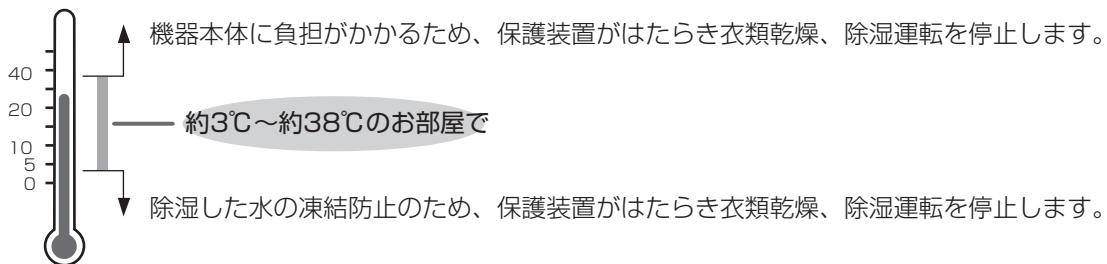 機器本体に負担がかかるため、保護装置がはたらき衣類乾燥、除湿運転を停止します。
40
20
約3℃～約38℃のお部屋で
10
5
0
除湿した水の凍結防止のため、保護装置がはたらき衣類乾燥、除湿運転を停止します。